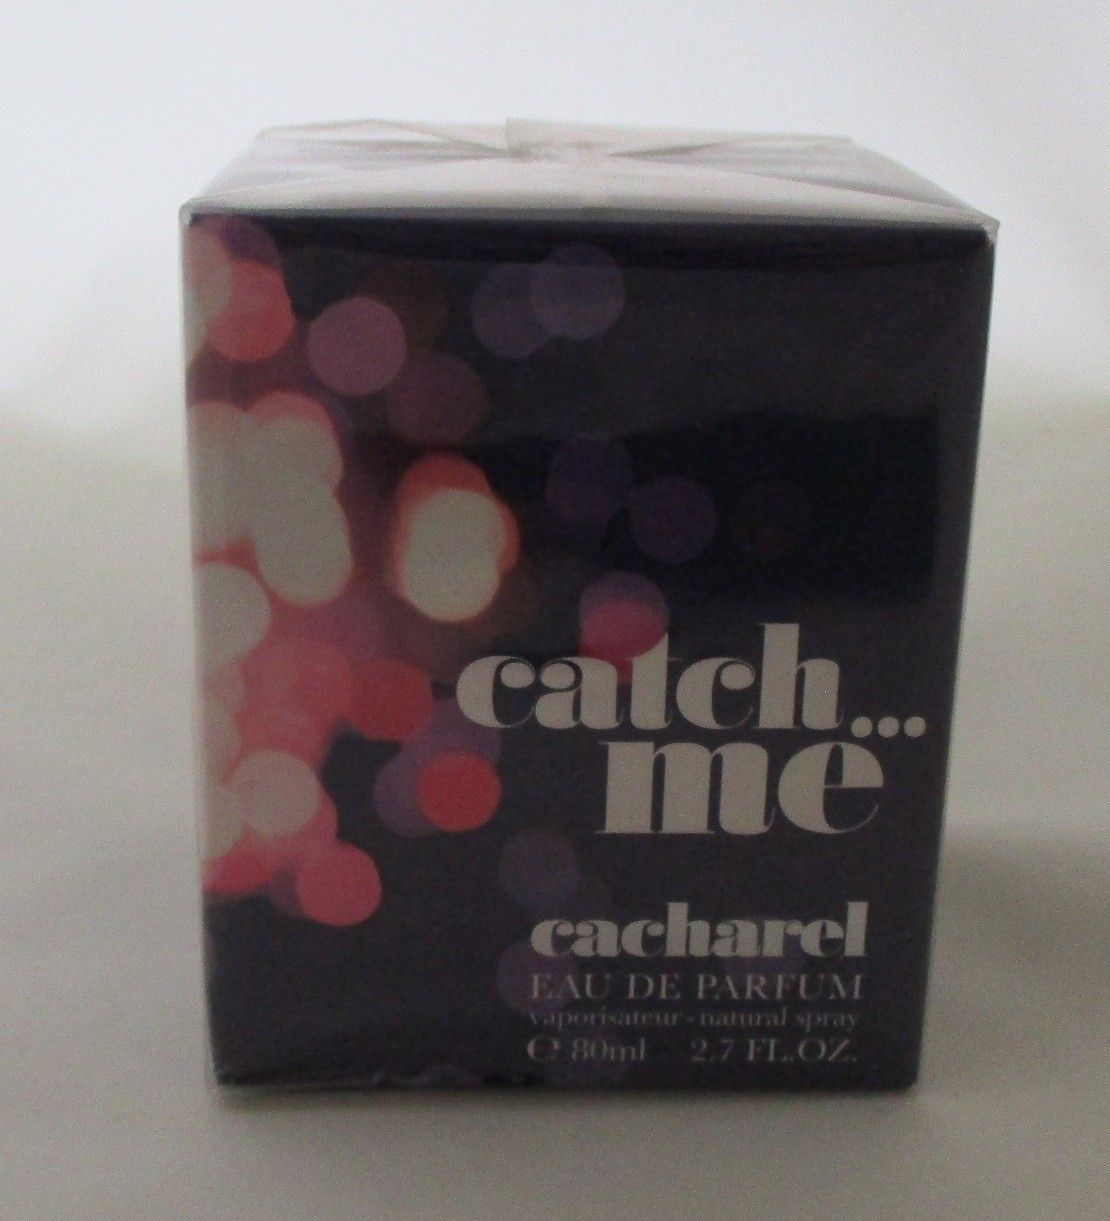 catch...
me
cacharel
EAU DE PARFUM
vaporisateur-natural spray
℮ 80ml 2.7 FL.OZ.